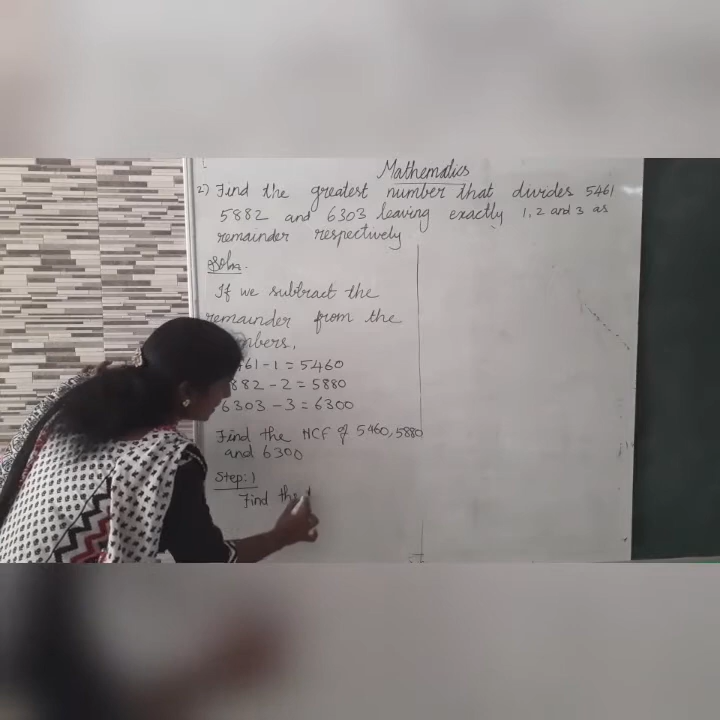 Mathematics
2) Find the greatest number that divides 5461
5882 and 6303 leaving exactly 1, 2 and 3 as
remainder respectively
Soln.
If we subtract the
remainder from the
mbers,
461 - 1 = 5460
882 - 2 = 5880
6303 - 3 = 6300
Find the HCF of 5460, 5880
and 6300
Step: 1
Find the